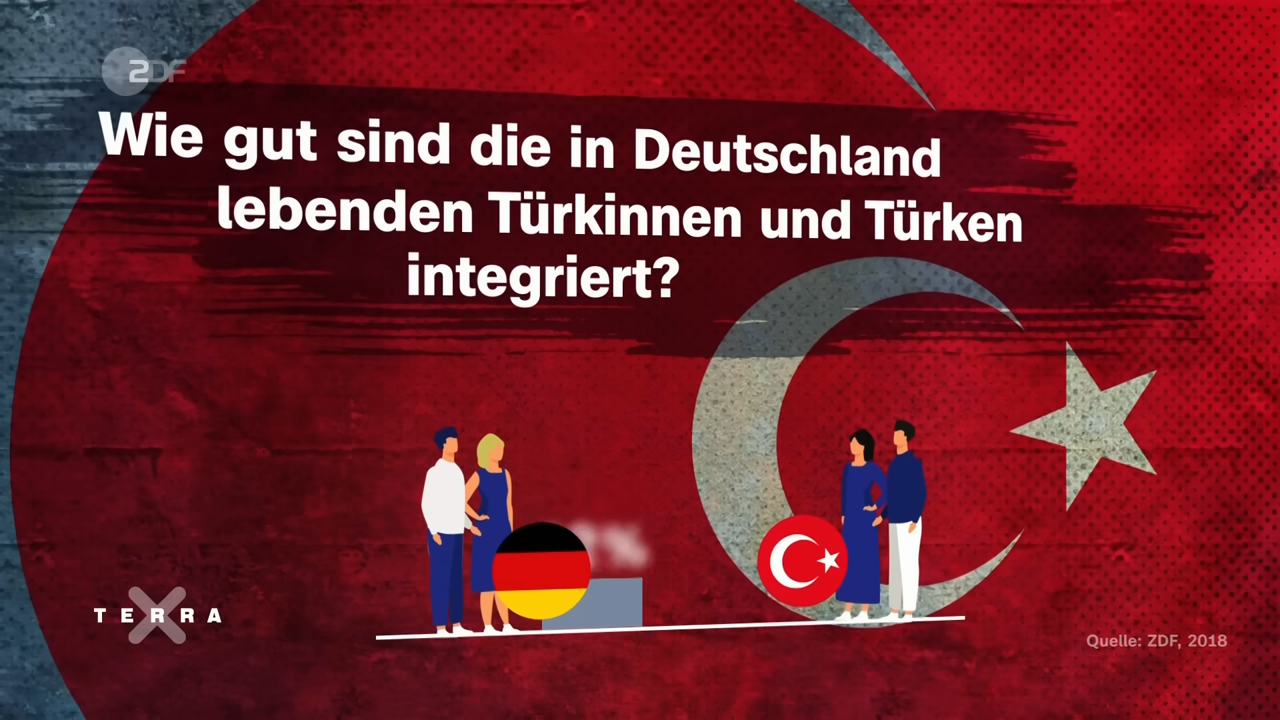 ZDF
Wie gut sind die in Deutschland
lebenden Türkinnen und Türken
integriert?
TERRA X
Quelle: ZDF, 2018